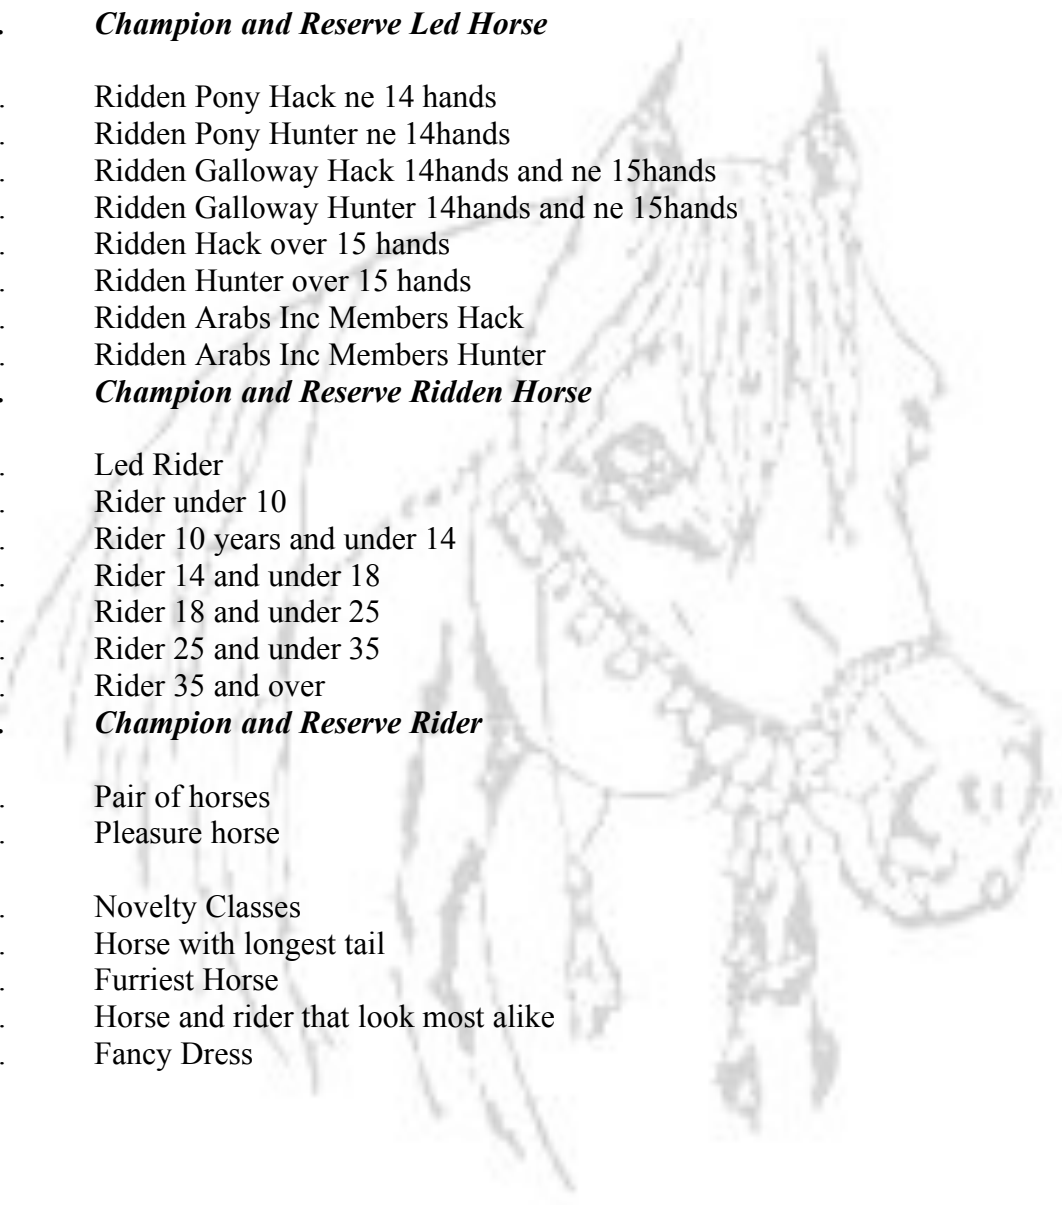 . Champion and Reserve Led Horse
. Ridden Pony Hack ne 14 hands
. Ridden Pony Hunter ne 14hands
. Ridden Galloway Hack 14hands and ne 15hands
. Ridden Galloway Hunter 14hands and ne 15hands
. Ridden Hack over 15 hands
. Ridden Hunter over 15 hands
. Ridden Arabs Inc Members Hack
. Ridden Arabs Inc Members Hunter
. Champion and Reserve Ridden Horse
. Led Rider
. Rider under 10
. Rider 10 years and under 14
. Rider 14 and under 18
. Rider 18 and under 25
. Rider 25 and under 35
. Rider 35 and over
. Champion and Reserve Rider
. Pair of horses
. Pleasure horse
. Novelty Classes
. Horse with longest tail
. Furriest Horse
. Horse and rider that look most alike
. Fancy Dress